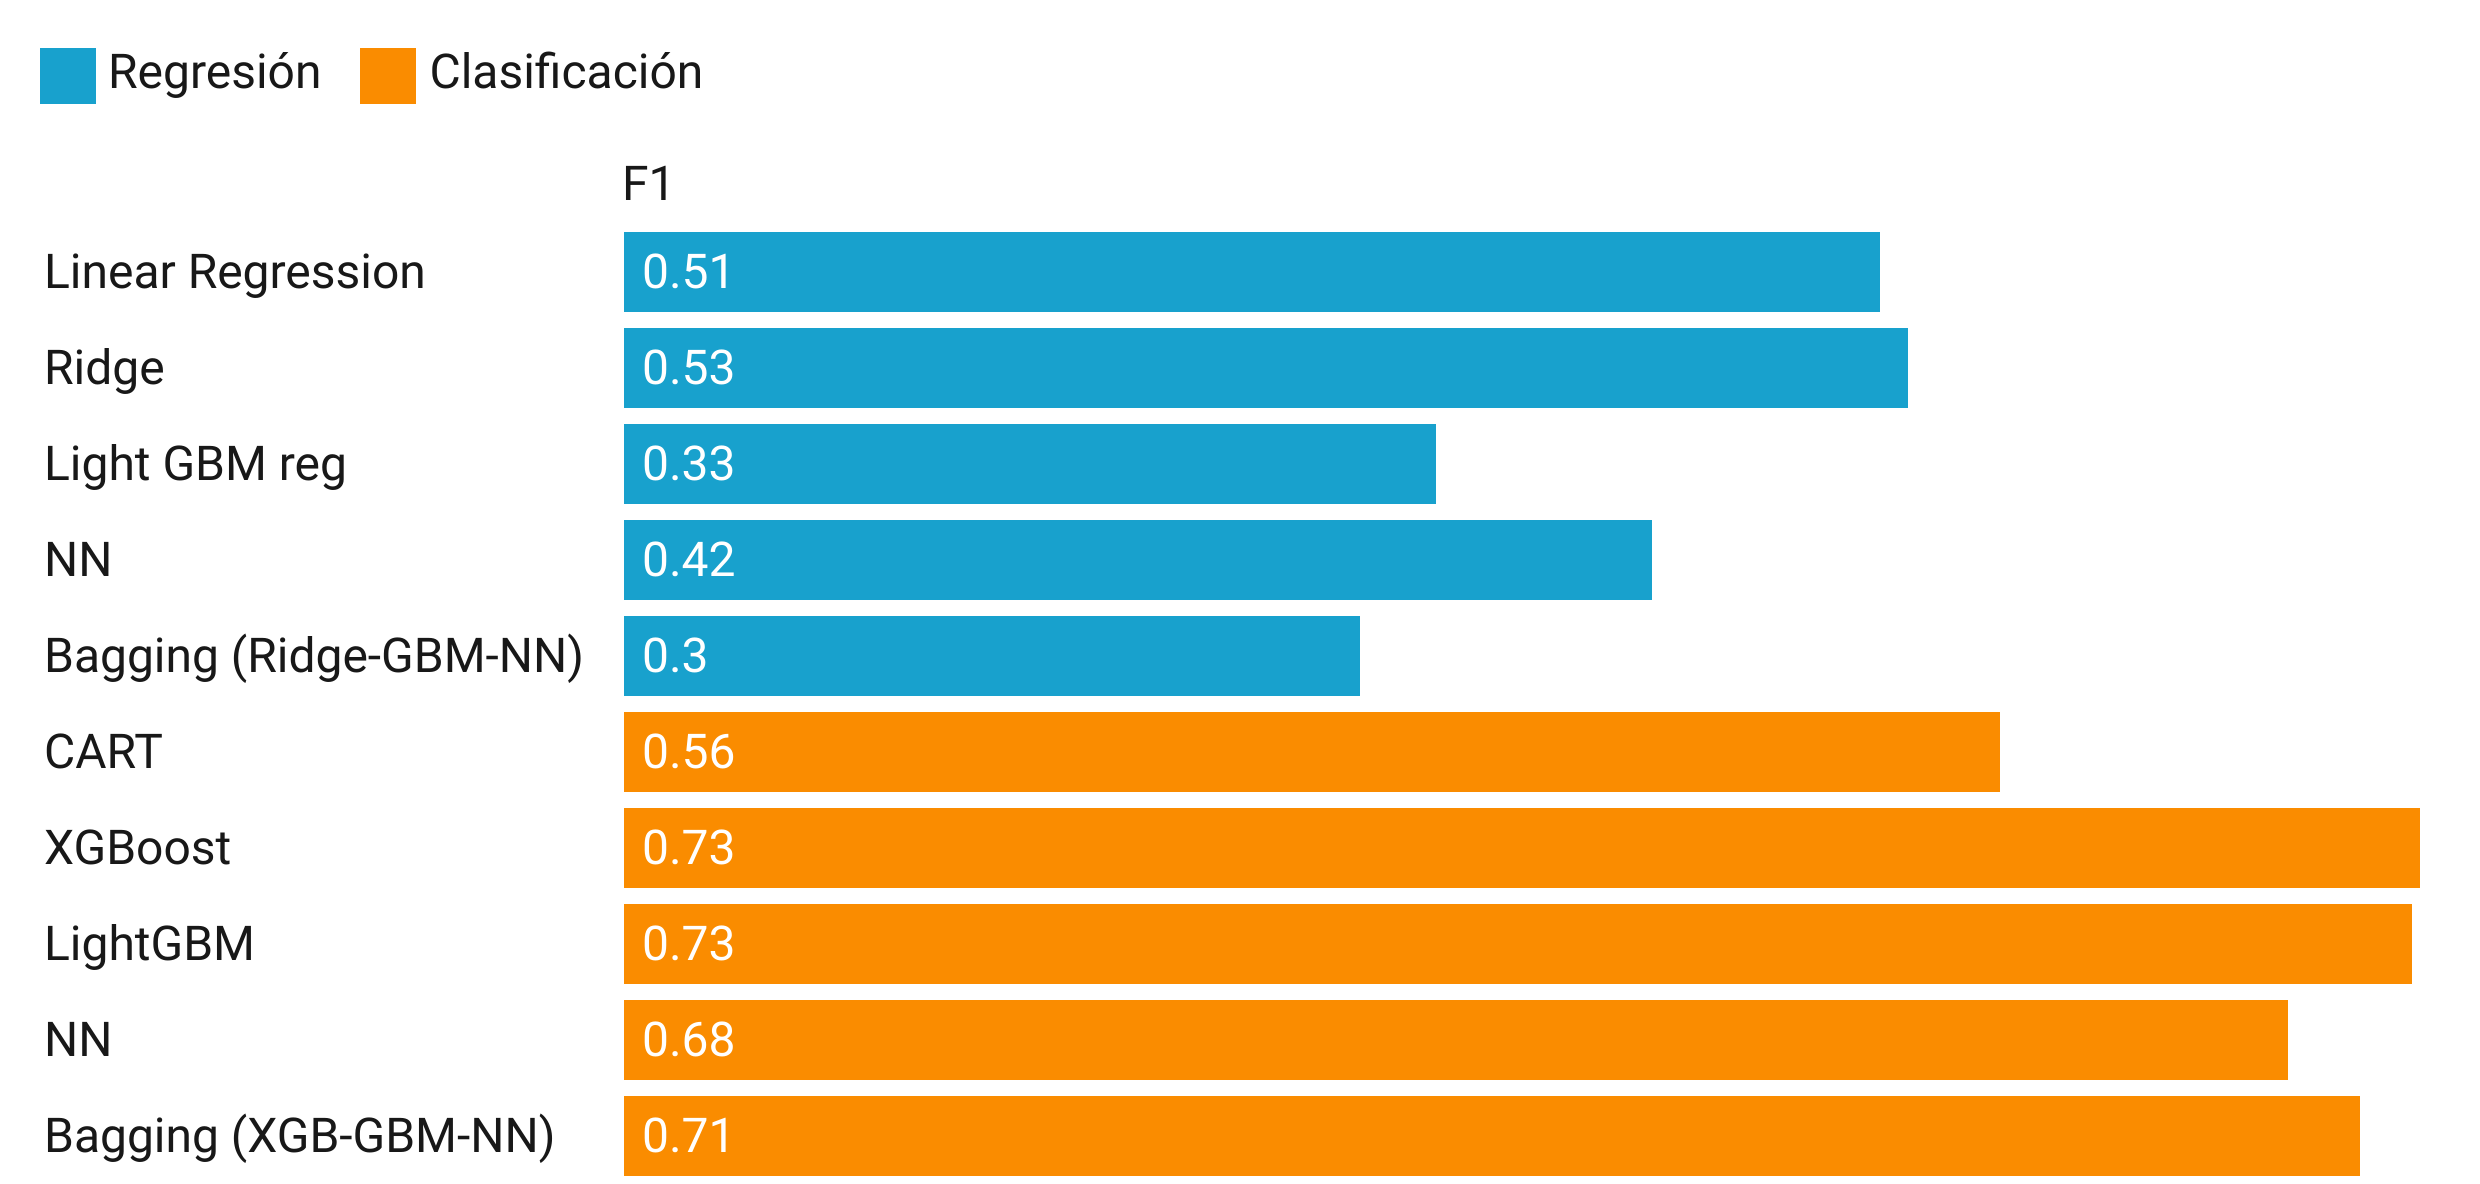 Regresión Clasificación
F1
Linear Regression 0.51
Ridge 0.53
Light GBM reg 0.33
NN 0.42
Bagging (Ridge-GBM-NN) 0.3
CART 0.56
XGBoost 0.73
LightGBM 0.73
NN 0.68
Bagging (XGB-GBM-NN) 0.71